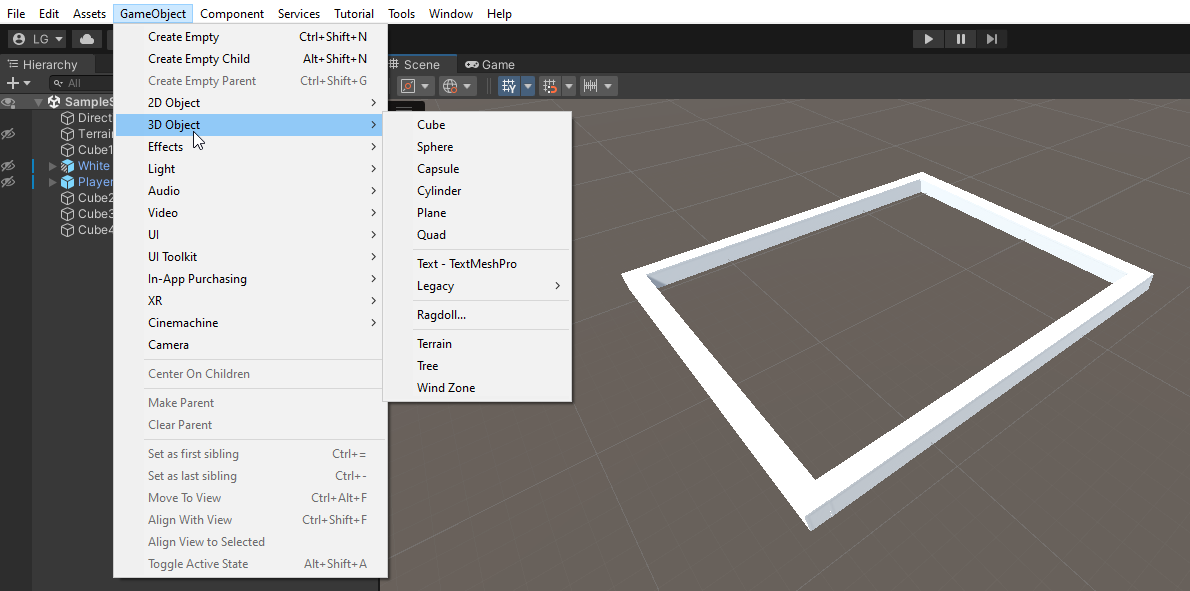 File Edit Assets GameObject Component Services Tutorial Tools Window Help
LG
Hierarchy
All
SampleS
Direct
Terrain
Cube1
White
Player
Cube2
Cube3
Cube4
Create Empty Ctrl+Shift+N
Create Empty Child Alt+Shift+N
Create Empty Parent Ctrl+Shift+G
2D Object
3D Object
Effects
Light
Audio
Video
UI
UI Toolkit
In-App Purchasing
XR
Cinemachine
Camera
Center On Children
Make Parent
Clear Parent
Set as first sibling Ctrl+=
Set as last sibling Ctrl+-
Move To View Ctrl+Alt+F
Align With View Ctrl+Shift+F
Align View to Selected
Toggle Active State Alt+Shift+A
Scene Game
Cube
Sphere
Capsule
Cylinder
Plane
Quad
Text - TextMeshPro
Legacy
Ragdoll...
Terrain
Tree
Wind Zone